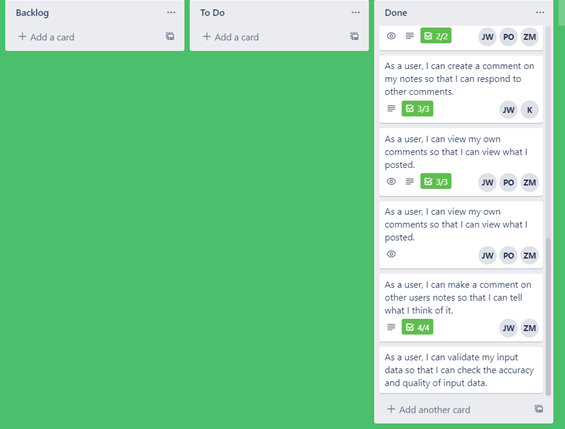 Backlog
Add a card
To Do
Add a card
Done
2/2
JW PO ZM
As a user, I can create a comment on
my notes so that I can respond to
other comments.
3/3
JW K
As a user, I can view my own
comments so that I can view what I
posted.
3/3
JW PO ZM
As a user, I can view my own
comments so that I can view what I
posted.
JW PO ZM
As a user, I can make a comment on
other users notes so that I can tell
what I think of it.
4/4
JW ZM
As a user, I can validate my input
data so that I can check the accuracy
and quality of input data.
Add another card